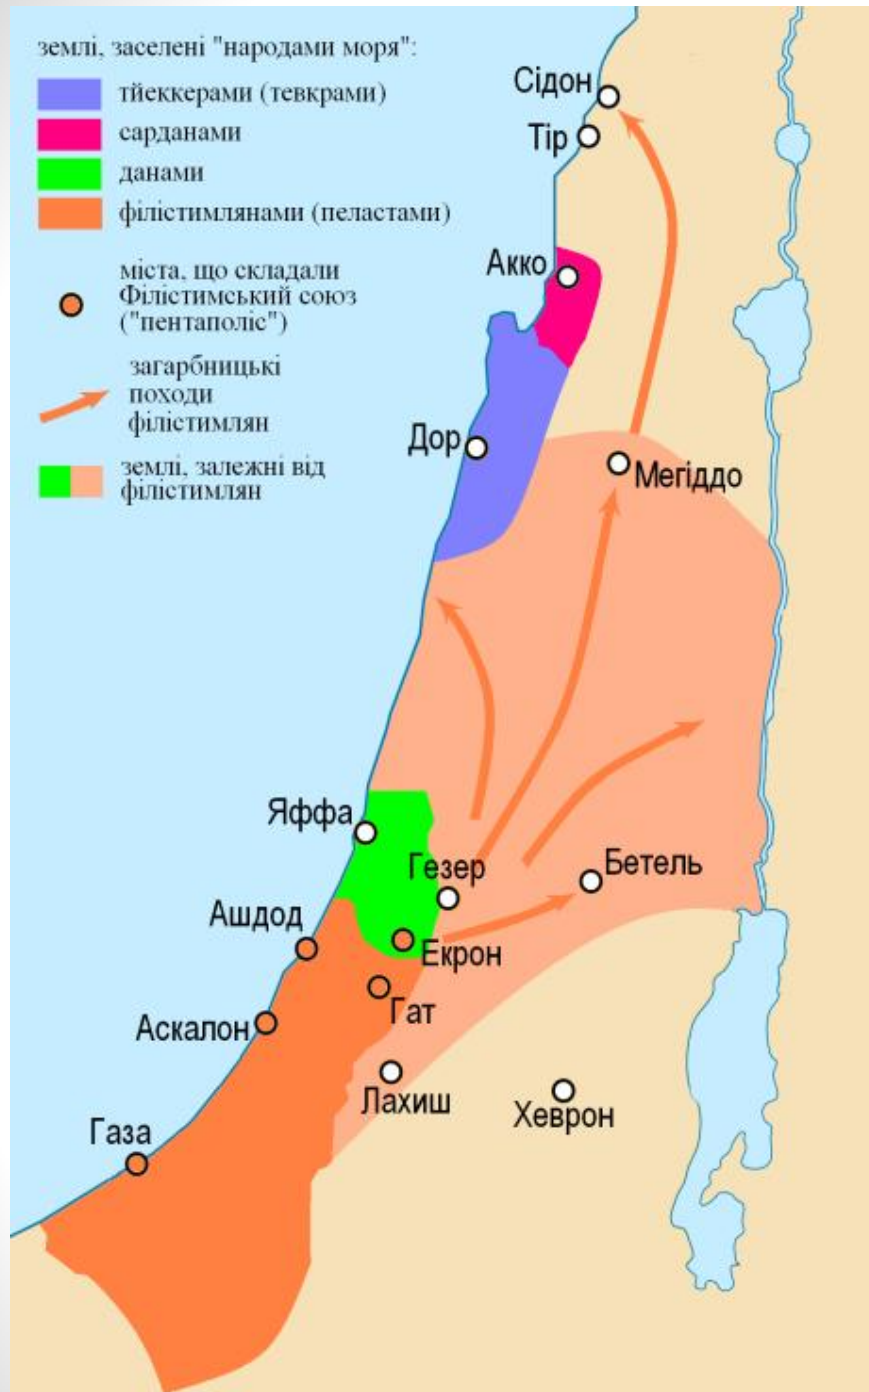 землі, заселені "народами моря":
тйеккерами (тевкрами)
сарданами
данами
філістимлянами (пеластами)
міста, що складали
Філістимський союз
("пентаполіс")
загарбницькі
походи
філістимлян
землі, залежні від
філістимлян
Сідон
Тір
Акко
Дор
Мегіддо
Яффа
Гезер
Бетель
Ашдод
Екрон
Гат
Аскалон
Лахиш
Хеврон
Газа